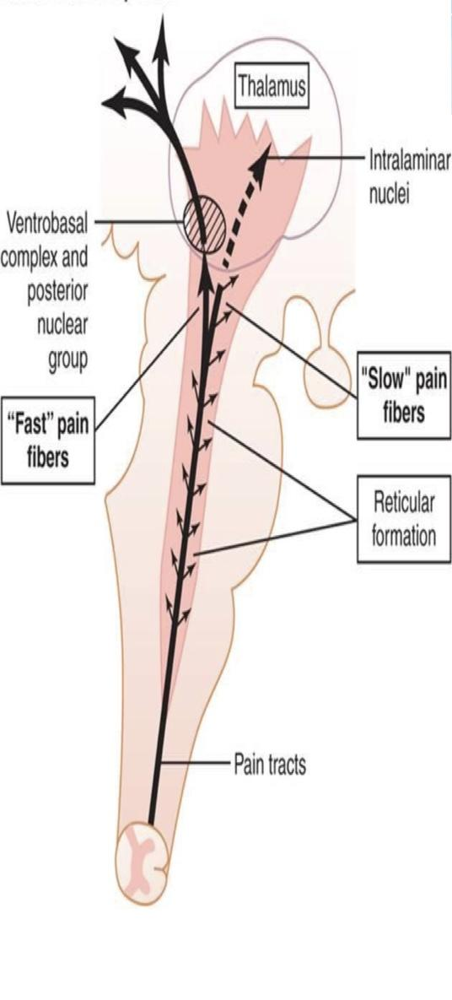 Thalamus
Intralaminar
nuclei
Ventrobasal
complex and
posterior
nuclear
group
"Slow" pain
fibers
“Fast” pain
fibers
Reticular
formation
Pain tracts